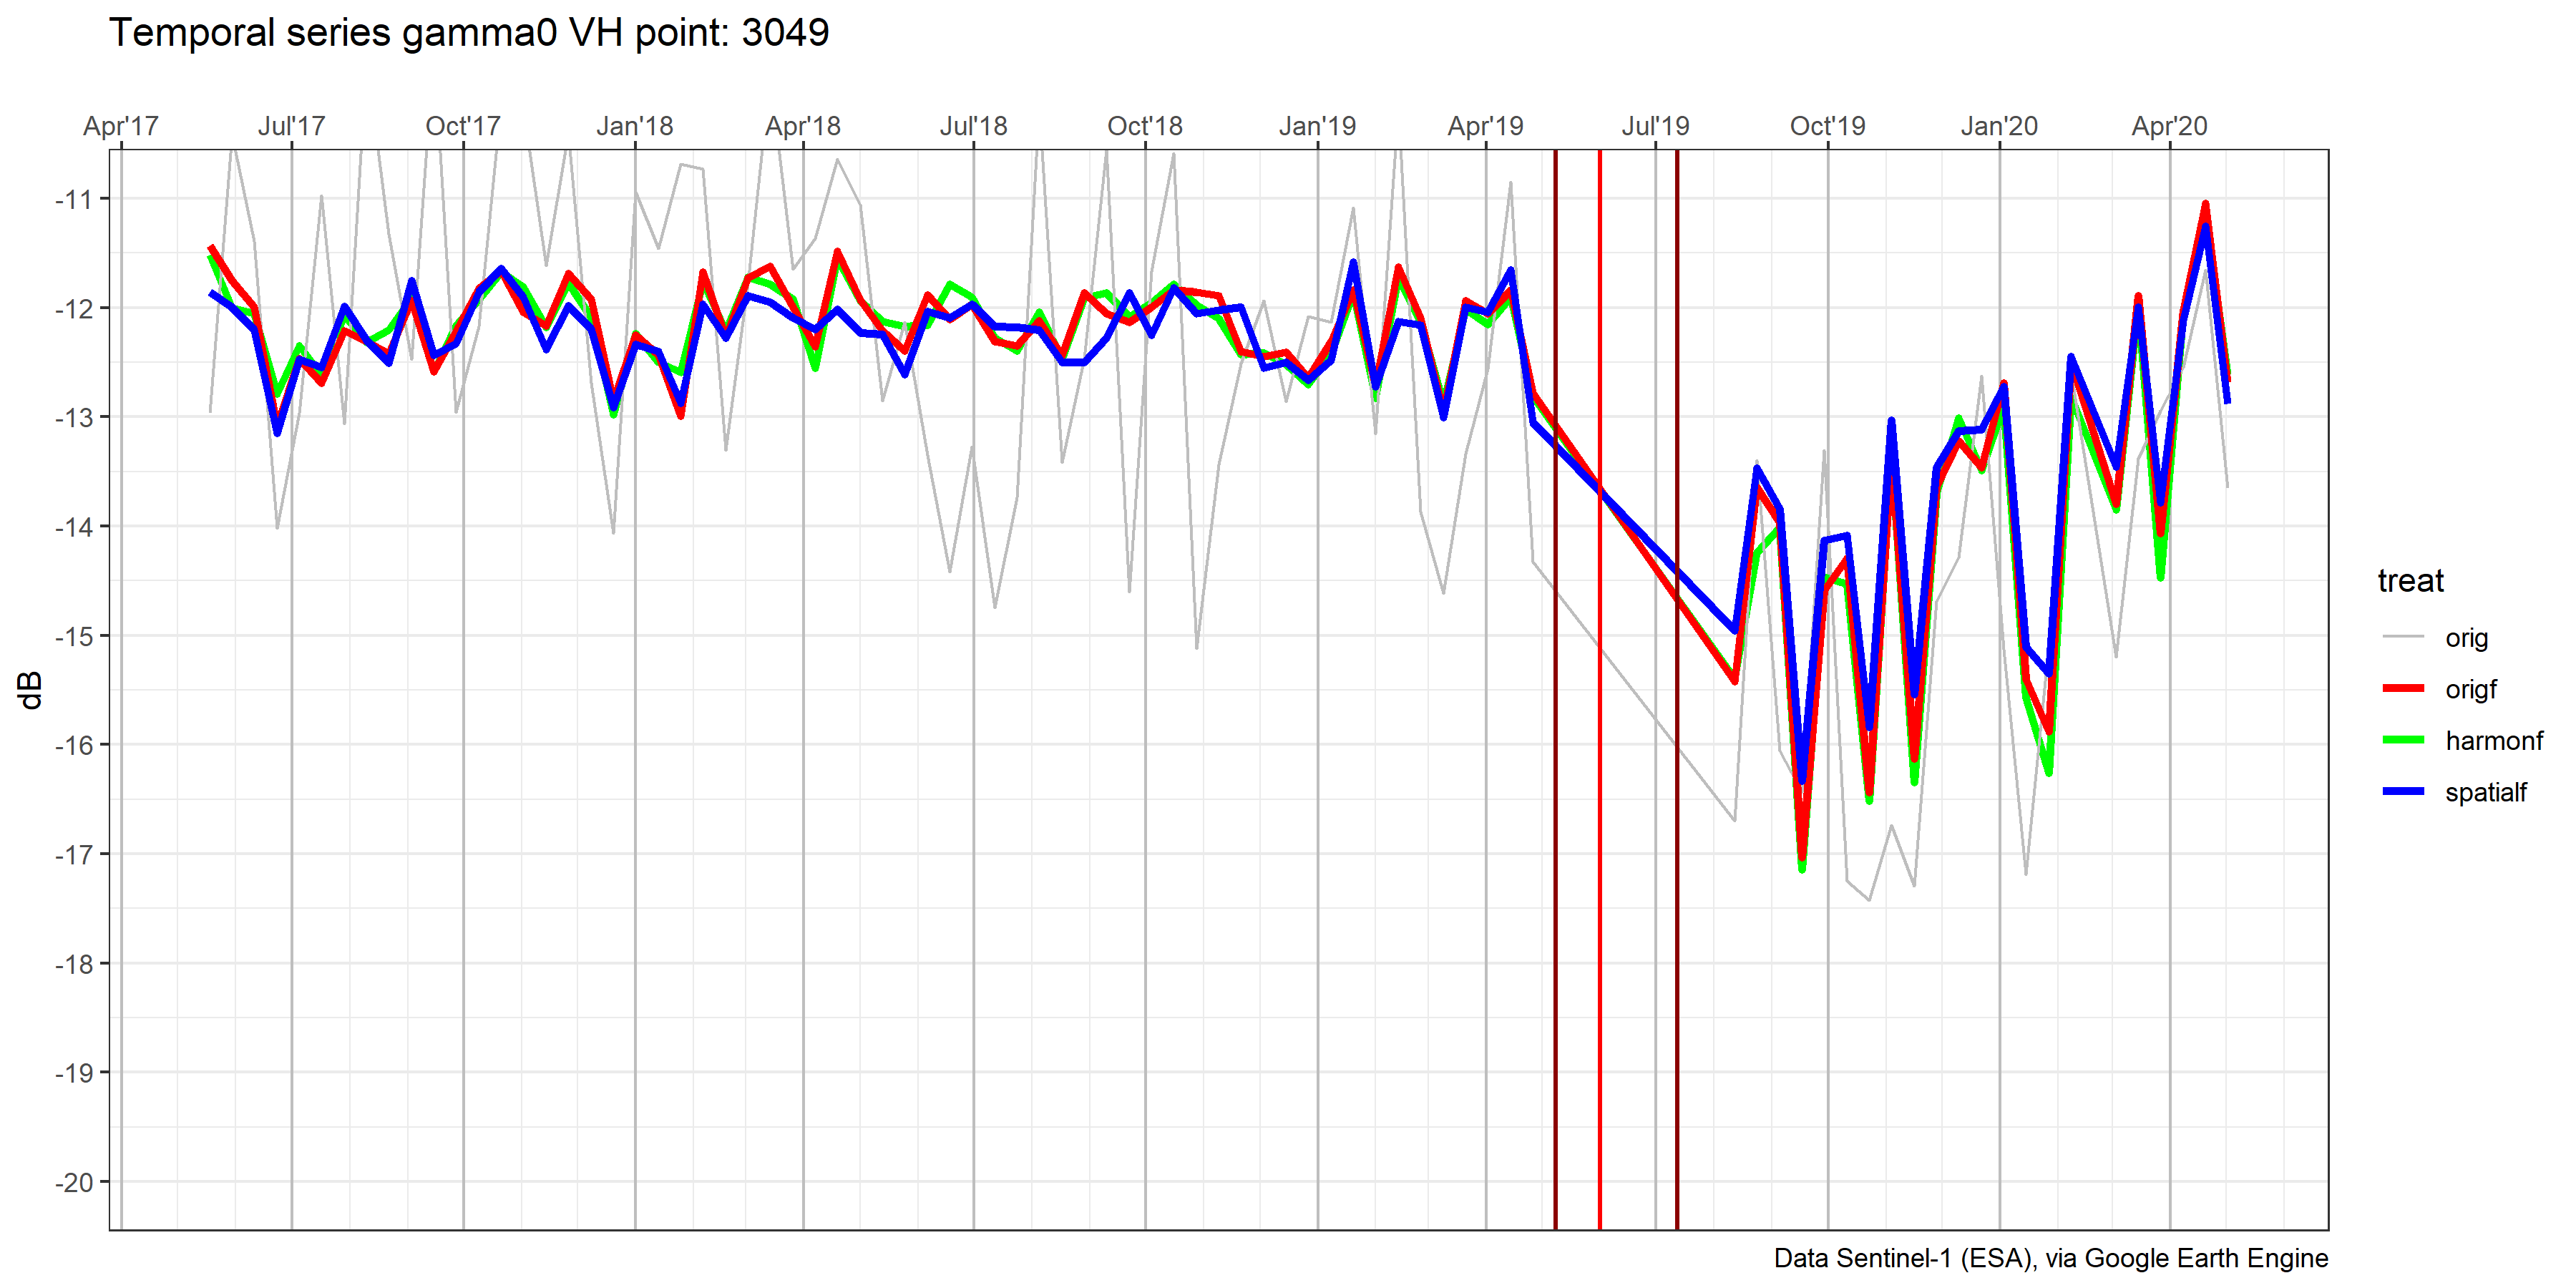 Temporal series gamma0 VH point: 3049
Apr'17 Jul'17 Oct'17 Jan'18 Apr'18 Jul'18 Oct'18 Jan'19 Apr'19 Jul'19 Oct'19 Jan'20 Apr'20
-11
-12
-13
-14
-15
-16
-17
-18
-19
-20
dB
treat
orig
origf
harmonf
spatialf
Data Sentinel-1 (ESA), via Google Earth Engine